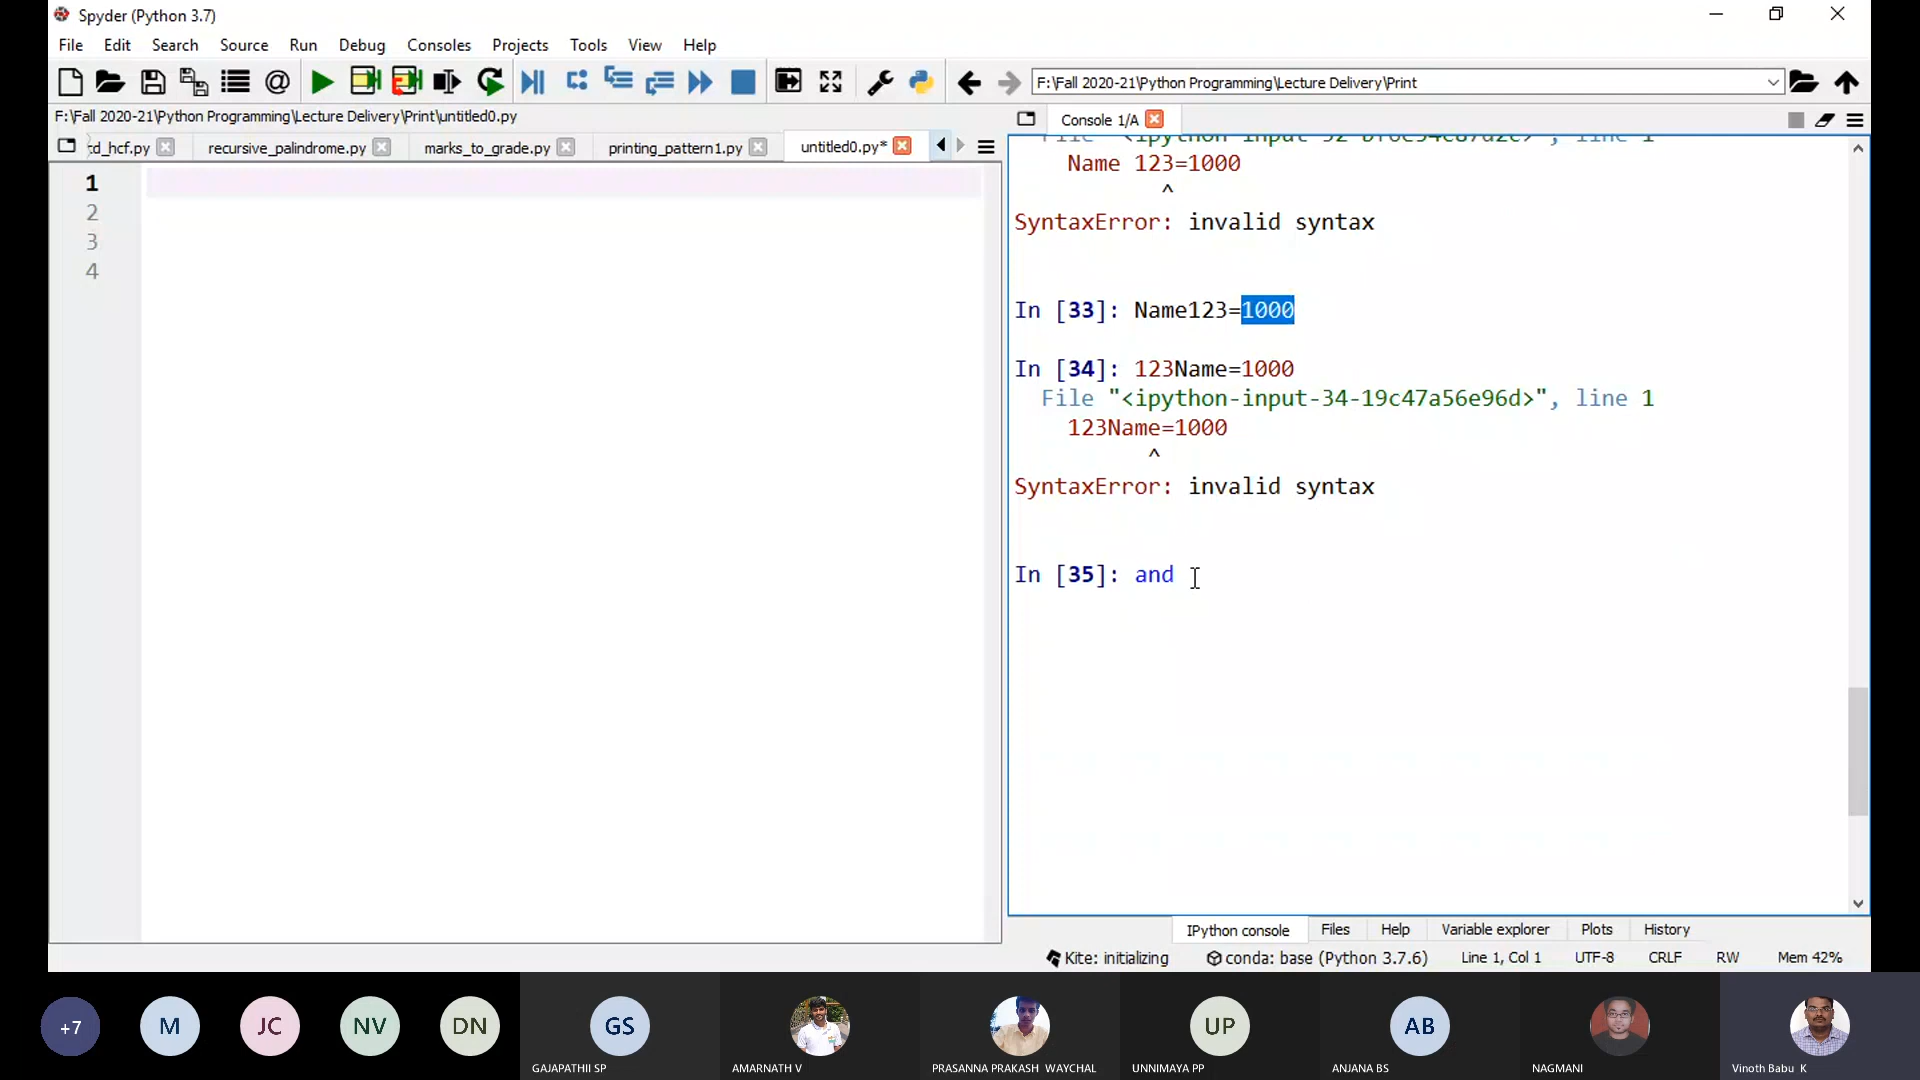 Spyder (Python 3.7)
File Edit Search Source Run Debug Consoles Projects Tools View Help
F:\Fall 2020-21\Python Programming\Lecture Delivery\Print
F:\Fall 2020-21\Python Programming\Lecture Delivery\Print\untitled0.py
Console 1/A
cd_hcf.py recursive_palindrome.py marks_to_grade.py printing_pattern1.py untitled0.py*
1
2
3
4
Name 123=1000
^
SyntaxError: invalid syntax
In [33]: Name123=1000
In [34]: 123Name=1000
File "<ipython-input-34-19c47a56e96d>", line 1
123Name=1000
^
SyntaxError: invalid syntax
In [35]: and
IPython console Files Help Variable explorer Plots History
Kite: initializing conda: base (Python 3.7.6) Line 1, Col 1 UTF-8 CRLF RW Mem 42%
+7 M JC NV DN GS UP AB
GAJAPATHII SP AMARNATH V PRASANNA PRAKASH WAYCHAL UNNIMAYA PP ANJANA BS NAGMANI Vinoth Babu K